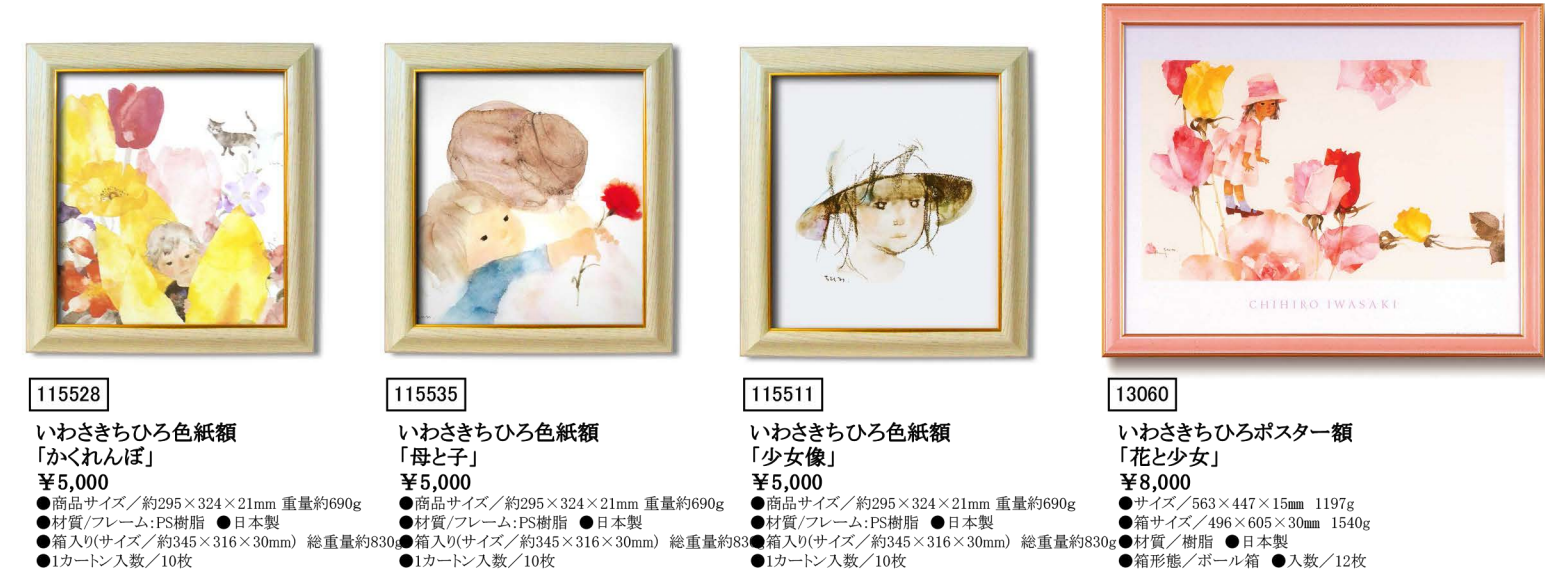 CHIHIRO IWASAKI
115528
いわさきちひろ色紙額
「かくれんぼ」
¥5,000
●商品サイズ／約295×324×21mm 重量約690g
●材質/フレーム:PS樹脂 ●日本製
●箱入り(サイズ／約345×316×30mm) 総重量約830g
●1カートン入数／10枚
115535
いわさきちひろ色紙額
「母と子」
¥5,000
●商品サイズ／約295×324×21mm 重量約690g
●材質/フレーム:PS樹脂 ●日本製
●箱入り(サイズ／約345×316×30mm) 総重量約830g
●1カートン入数／10枚
115511
いわさきちひろ色紙額
「少女像」
¥5,000
●商品サイズ／約295×324×21mm 重量約690g
●材質/フレーム:PS樹脂 ●日本製
●箱入り(サイズ／約345×316×30mm) 総重量約830g
●1カートン入数／10枚
13060
いわさきちひろポスター額
「花と少女」
¥8,000
●サイズ／563×447×15㎜ 1197g
●箱サイズ／496×605×30㎜ 1540g
●材質／樹脂 ●日本製
●箱形態／ボール箱 ●入数／12枚